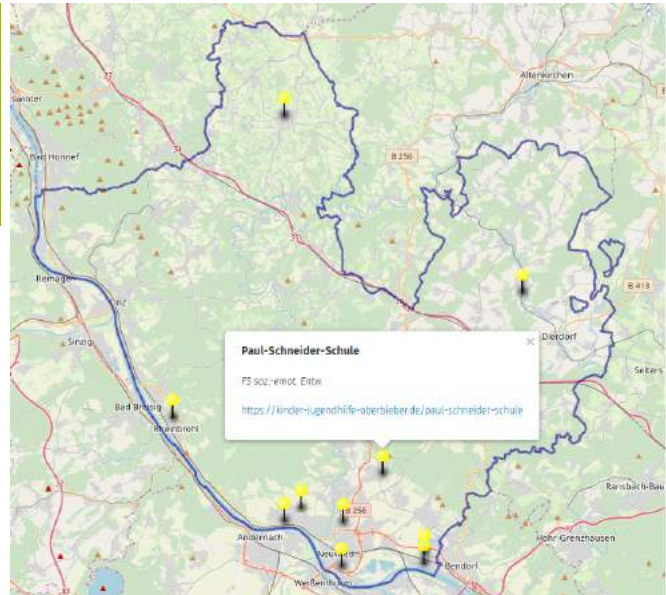 Altenkirchen
Bad Honnef
B 256
Remagen
B 413
Sinzig
Dierdorf
Paul-Schneider-Schule
×
FS soz.-emot. Entw.
https://kinder-jugendhilfe-oberbieber.de/paul-schneider-schule
Selters
Bad Breisig
Rheinbrohl
Ransbach-Bau
B 256
Andernach
Höhr-Grenzhausen
Bendorf
Weißenthurm